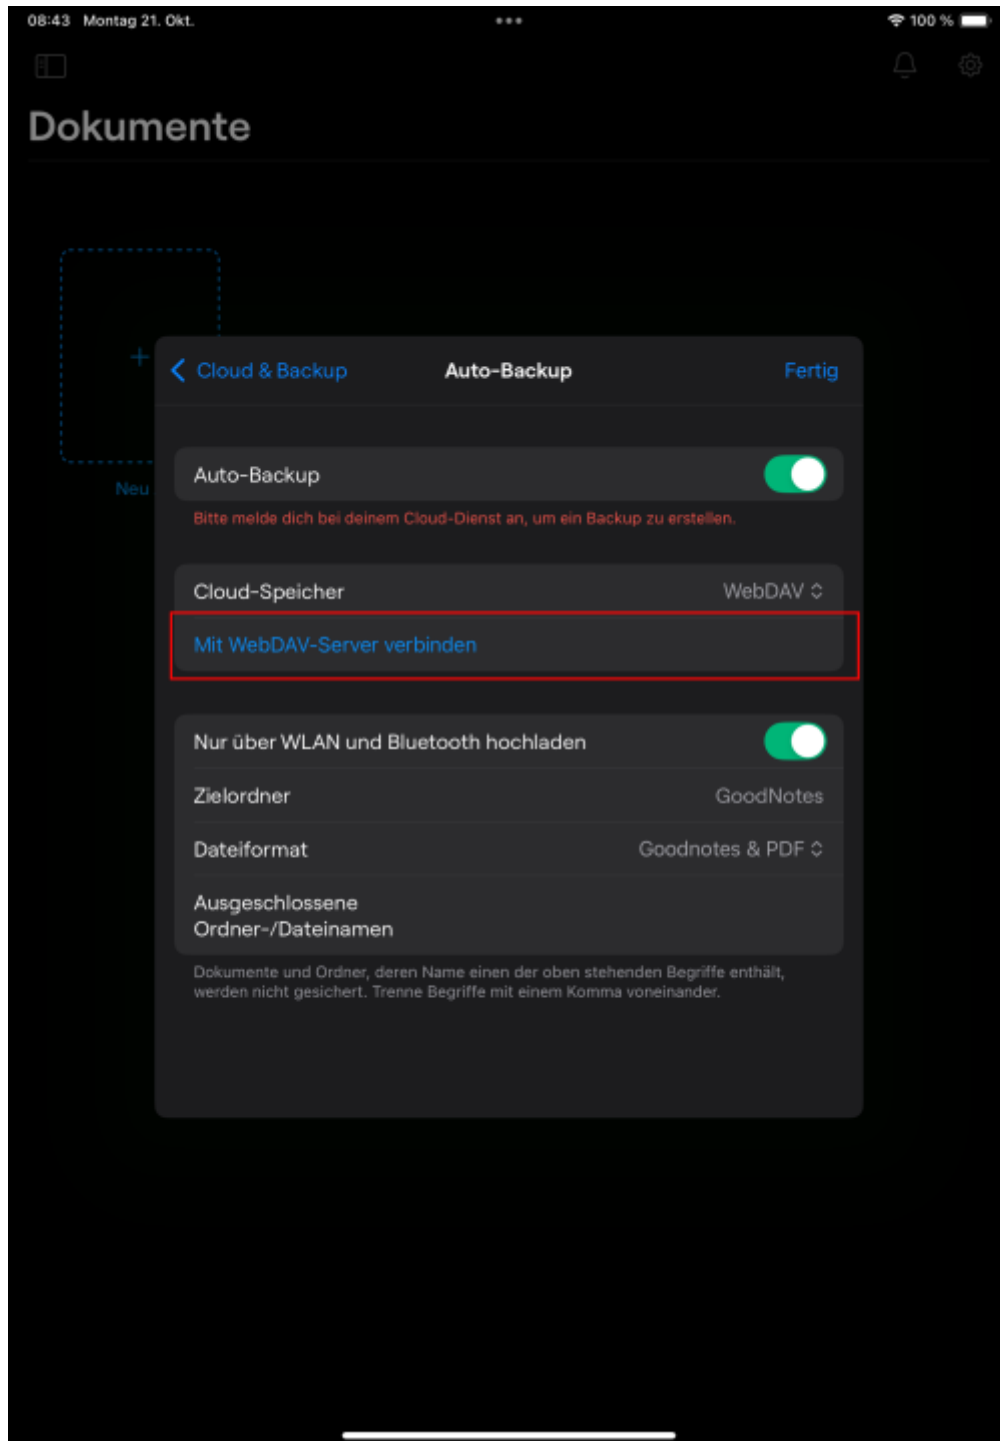 08:43 Montag 21. Okt.
100 %
Dokumente
Neu
Cloud & Backup
Auto-Backup
Fertig
Auto-Backup
Bitte melde dich bei deinem Cloud-Dienst an, um ein Backup zu erstellen.
Cloud-Speicher
WebDAV
Mit WebDAV-Server verbinden
Nur über WLAN und Bluetooth hochladen
Zielordner
GoodNotes
Dateiformat
Goodnotes & PDF
Ausgeschlossene
Ordner-/Dateinamen
Dokumente und Ordner, deren Name einen der oben stehenden Begriffe enthält,
werden nicht gesichert. Trenne Begriffe mit einem Komma voneinander.